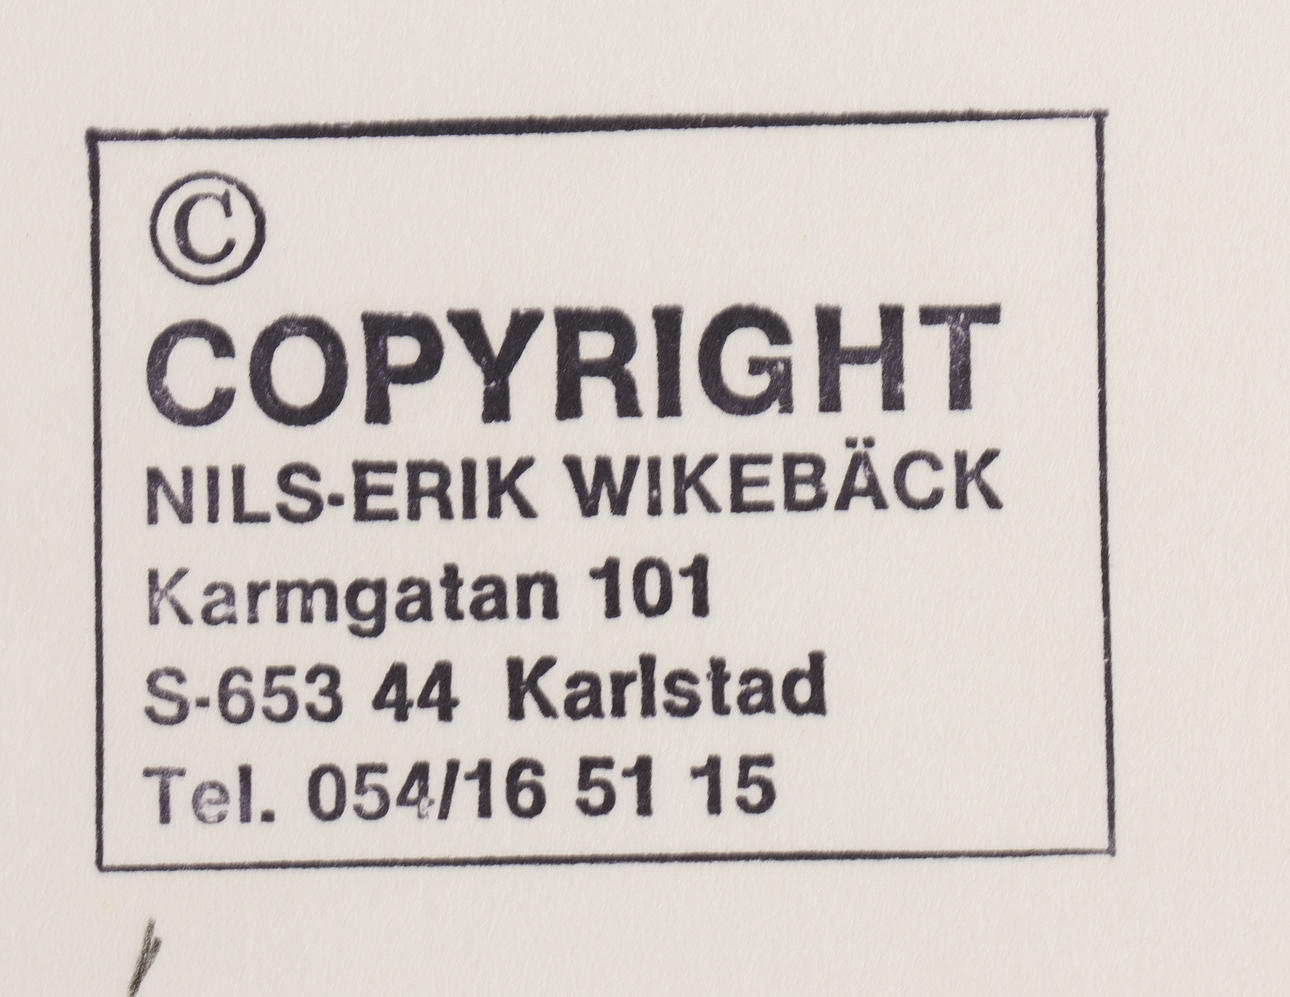 ©
COPYRIGHT
NILS-ERIK WIKEBÄCK
Karmgatan 101
S-653 44 Karlstad
Tel. 054/16 51 15